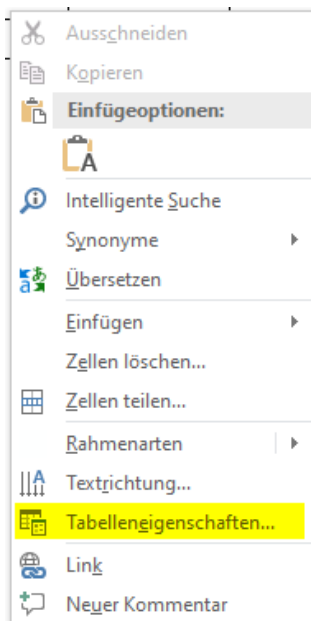 Ausschneiden
Kopieren
Einfügeoptionen:
A
Intelligente Suche
Synonyme
Übersetzen
Einfügen
Zellen löschen...
Zellen teilen...
Rahmenarten
Textrichtung...
Tabelleneigenschaften...
Link
Neuer Kommentar